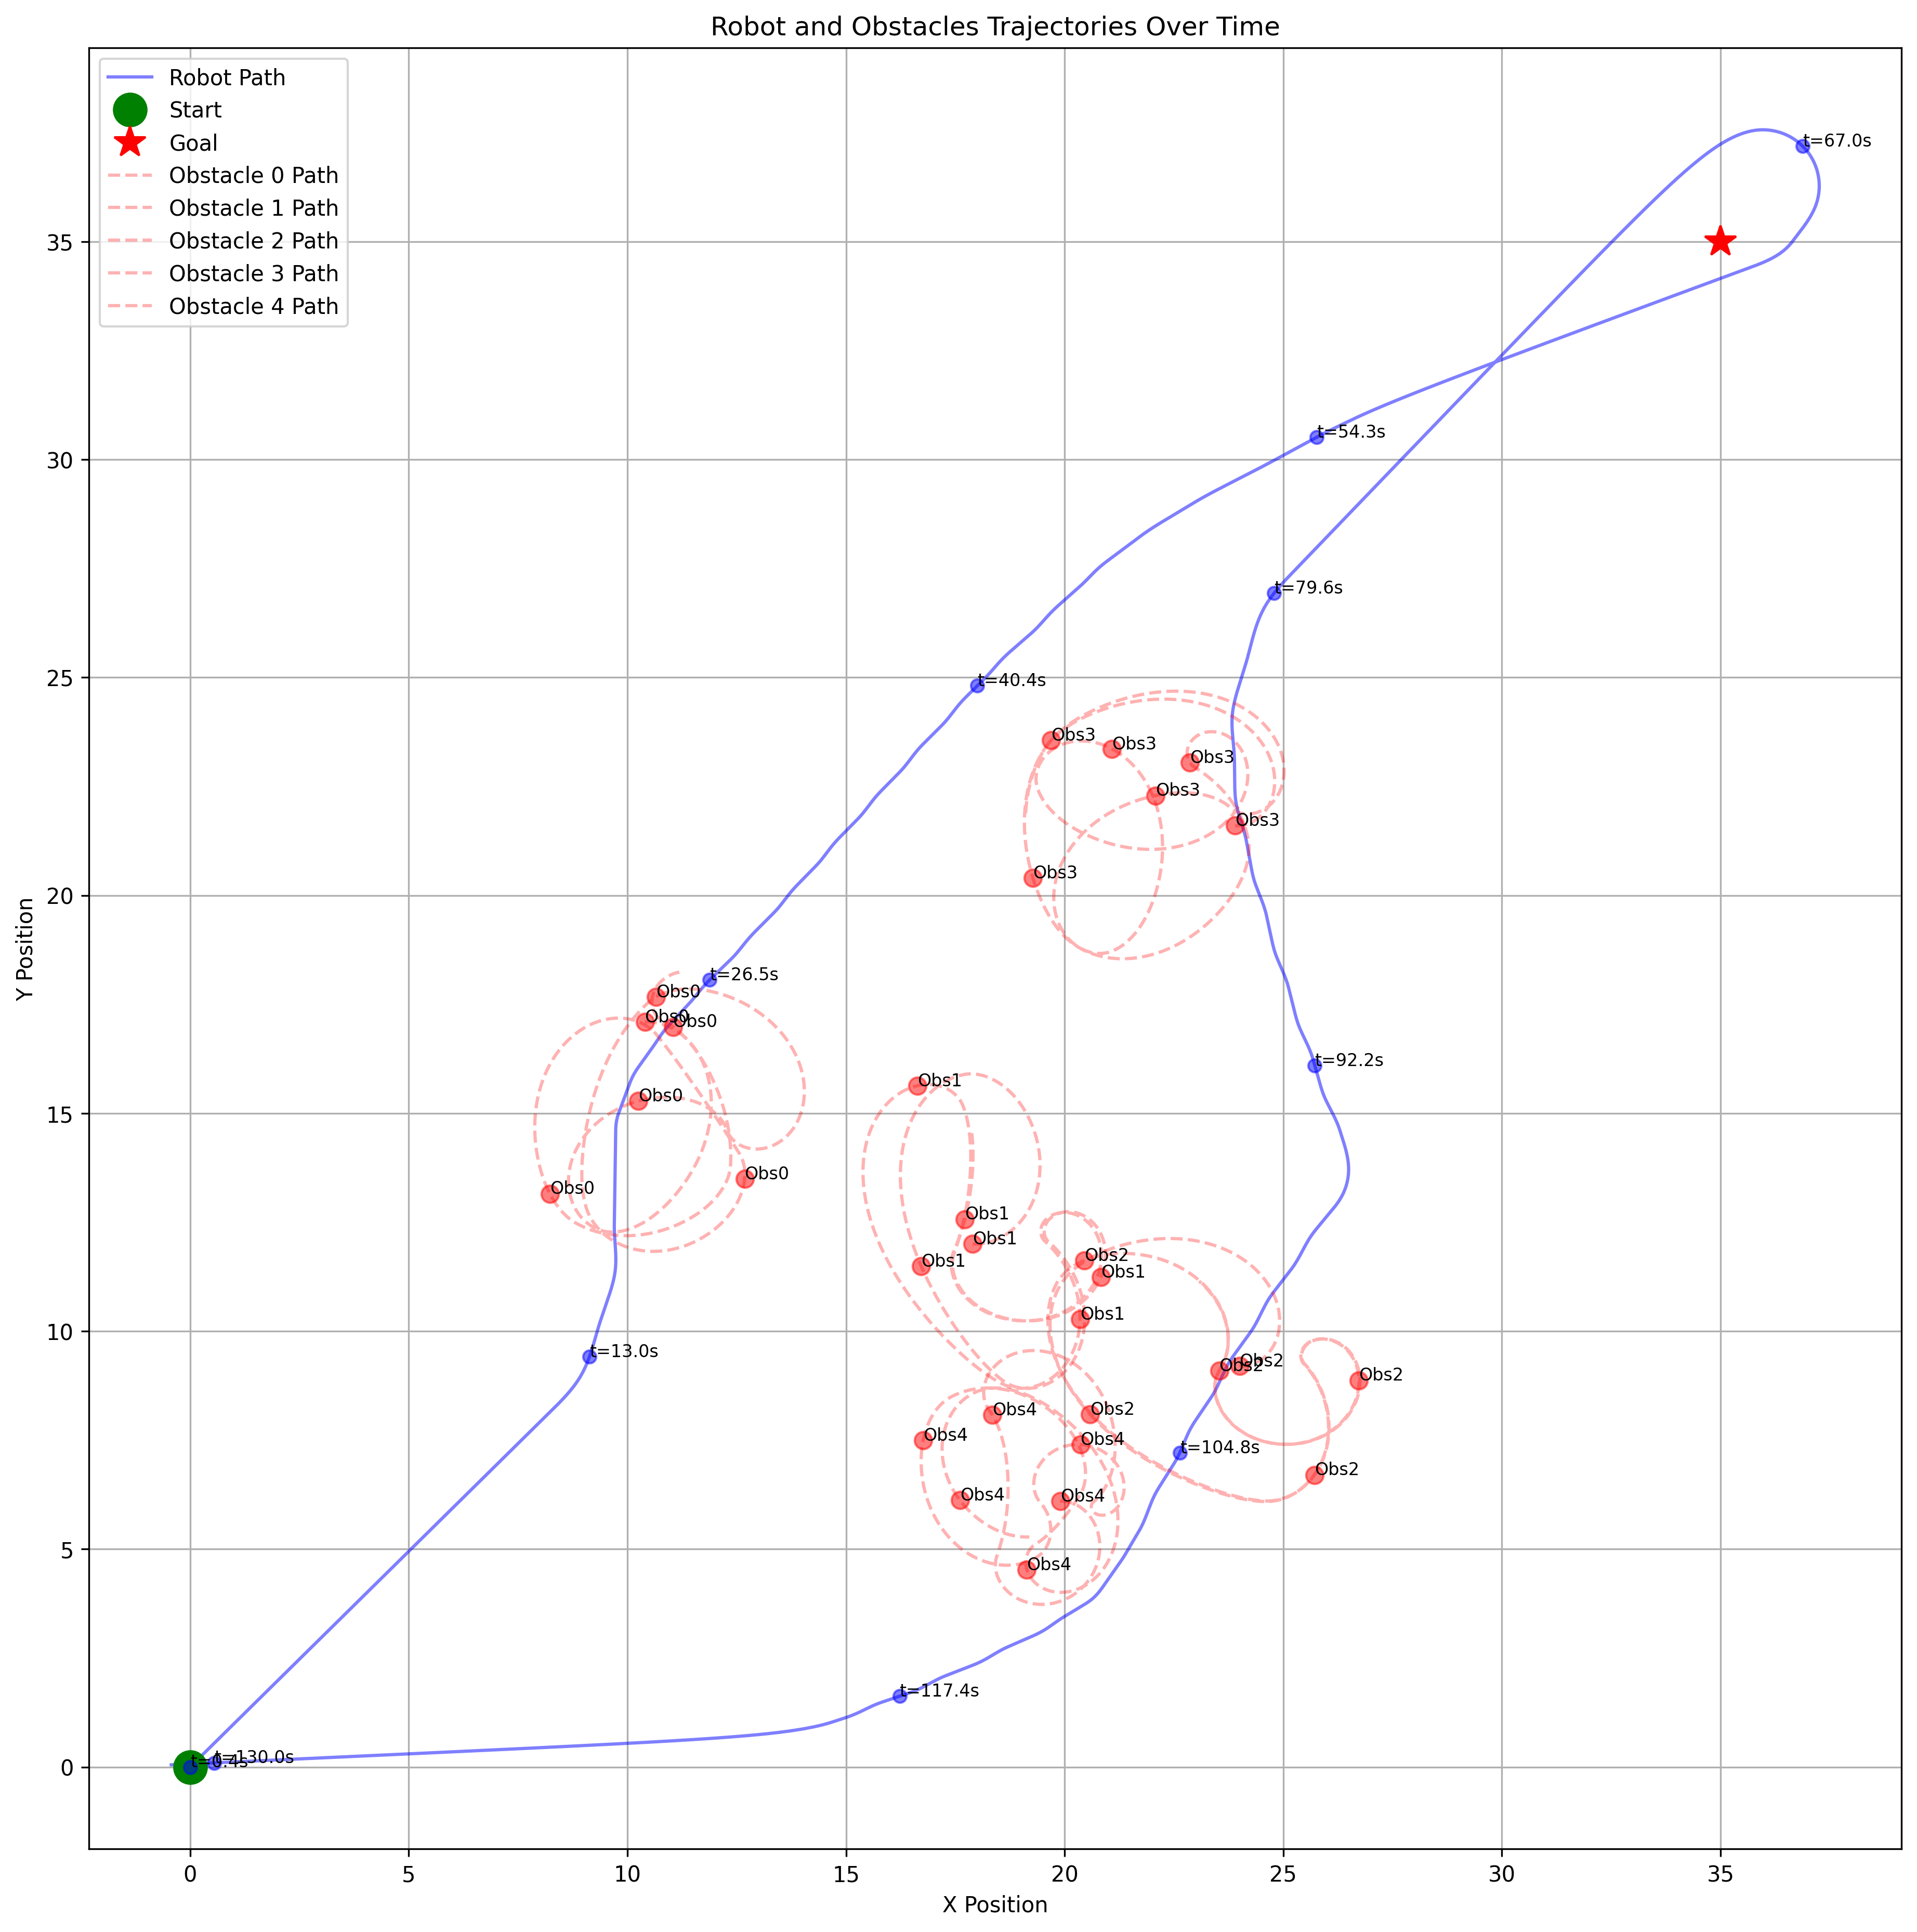 Robot and Obstacles Trajectories Over Time
Robot Path
Start
Goal
Obstacle 0 Path
Obstacle 1 Path
Obstacle 2 Path
Obstacle 3 Path
Obstacle 4 Path
t=67.0s
35
t=54.3s
30
t=79.6s
t=40.4s
25
Obs3
Obs3
Obs3
Obs3
Obs3
Obs3
20
Y Position
t=26.5s
Obs0
Obs0
Obs0
t=92.2s
Obs1
Obs0
15
Obs0
Obs0
Obs1
Obs1
Obs1
Obs2
Obs1
Obs1
10
t=13.0s
Obs2
Obs2
Obs2
Obs4
Obs2
Obs4
Obs4
t=104.8s
Obs4
Obs4
Obs2
5
Obs4
t=117.4s
t=0.4s
t=130.0s
0
0
5
10
15
20
25
30
35
X Position